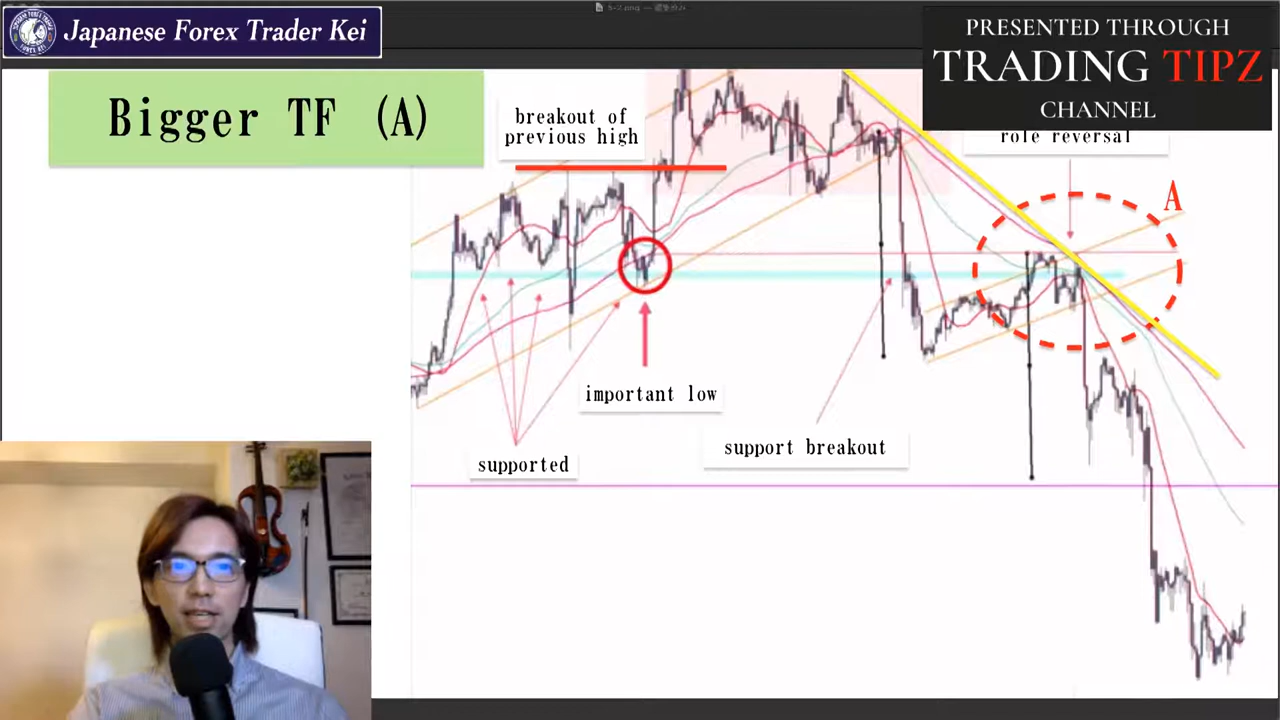 Japanese Forex Trader Kei
PRESENTED THROUGH
TRADING TIPZ
CHANNEL
Bigger TF (A)
breakout of
previous high
role reversal
A
important low
support breakout
supported